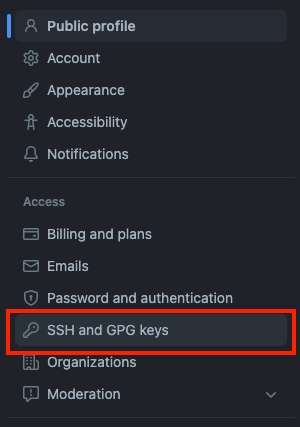 Public profile
Account
Appearance
Accessibility
Notifications
Access
Billing and plans
Emails
Password and authentication
SSH and GPG keys
Organizations
Moderation